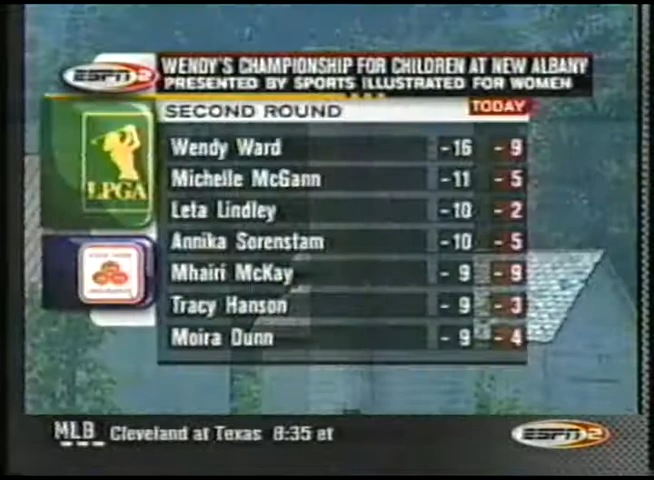 ESPN2
WENDY'S CHAMPIONSHIP FOR CHILDREN AT NEW ALBANY
PRESENTED BY SPORTS ILLUSTRATED FOR WOMEN
SECOND ROUND TODAY
Wendy Ward -16 -9
Michelle McGann -11 -5
Leta Lindley -10 -2
Annika Sorenstam -10 -5
Mhairi McKay -9 -9
Tracy Hanson -9 -3
Moira Dunn -9 -4
LPGA
MLB Cleveland at Texas 8:35 et
ESPN2